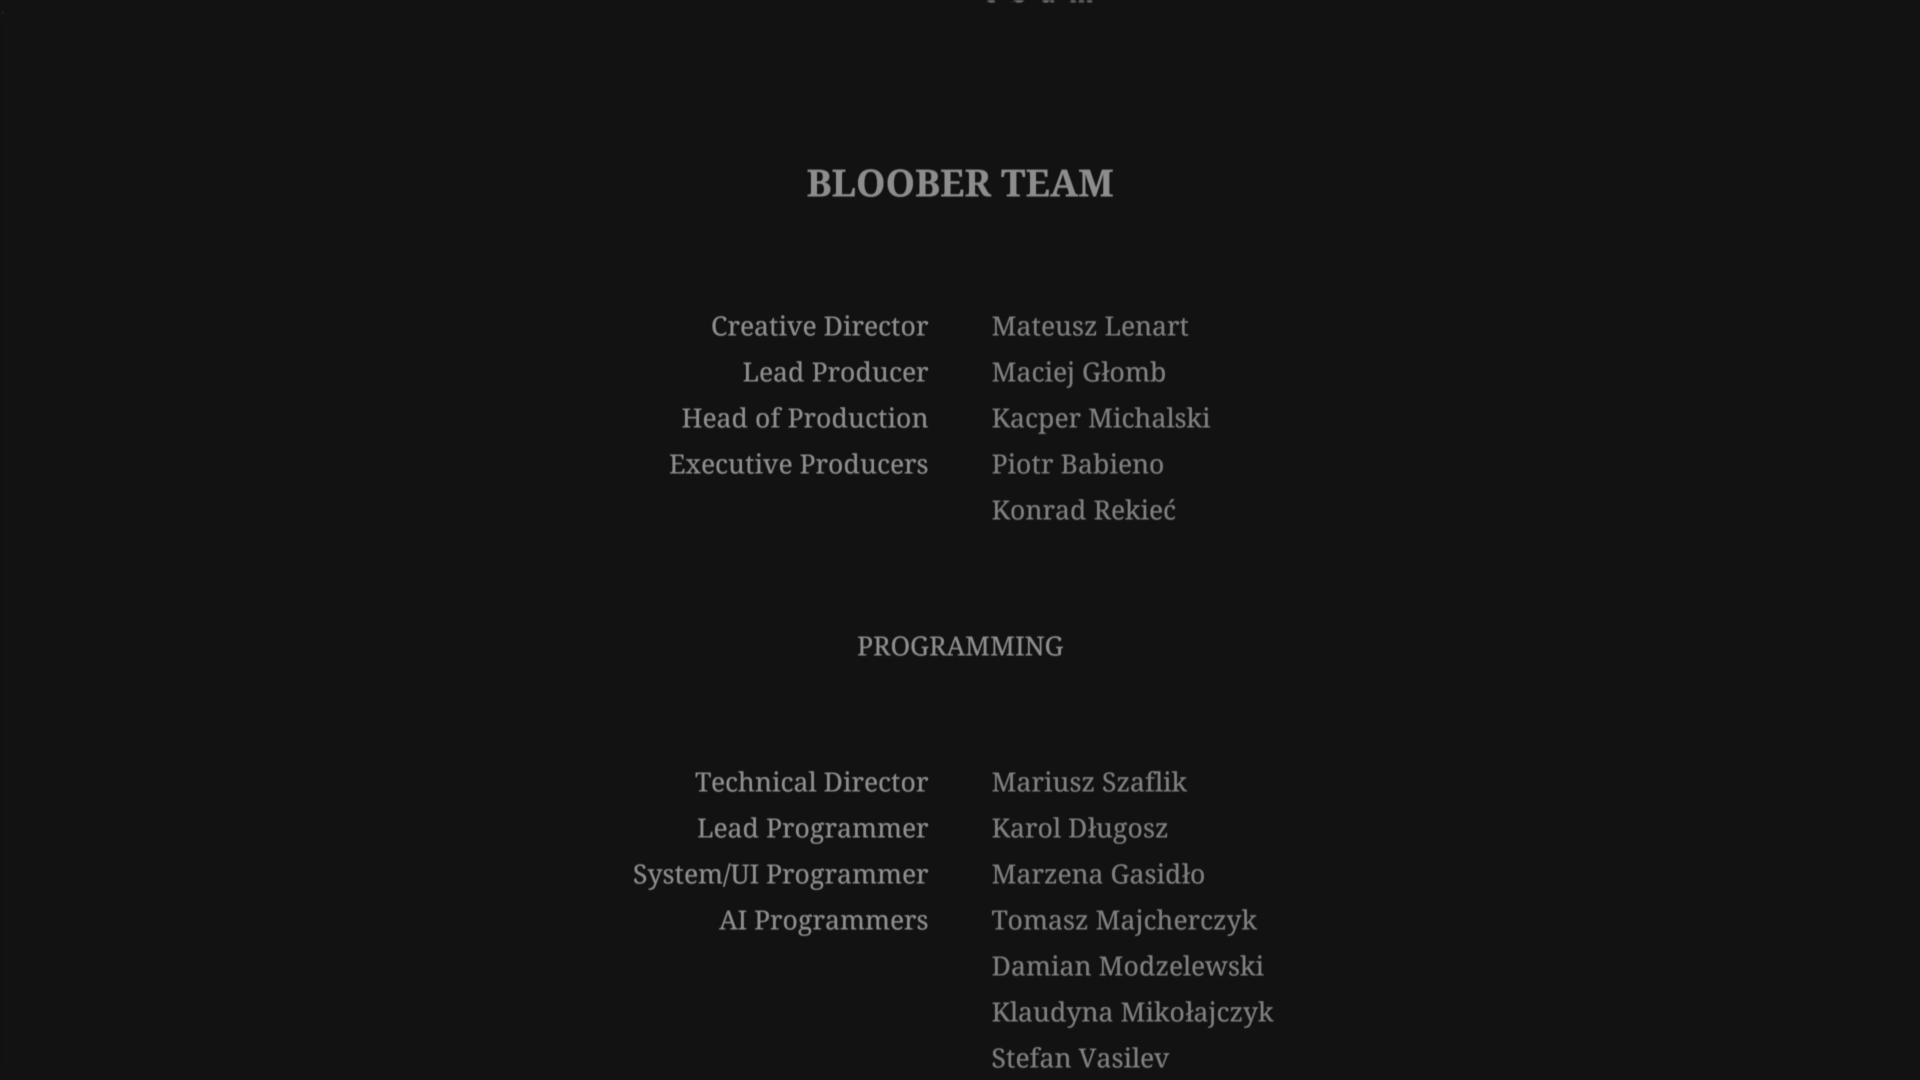 BLOOBER TEAM
Creative Director Mateusz Lenart
Lead Producer Maciej Głomb
Head of Production Kacper Michalski
Executive Producers Piotr Babieno
Konrad Rekieć
PROGRAMMING
Technical Director Mariusz Szaflik
Lead Programmer Karol Długosz
System/UI Programmer Marzena Gasidło
AI Programmers Tomasz Majcherczyk
Damian Modzelewski
Klaudyna Mikołajczyk
Stefan Vasilev